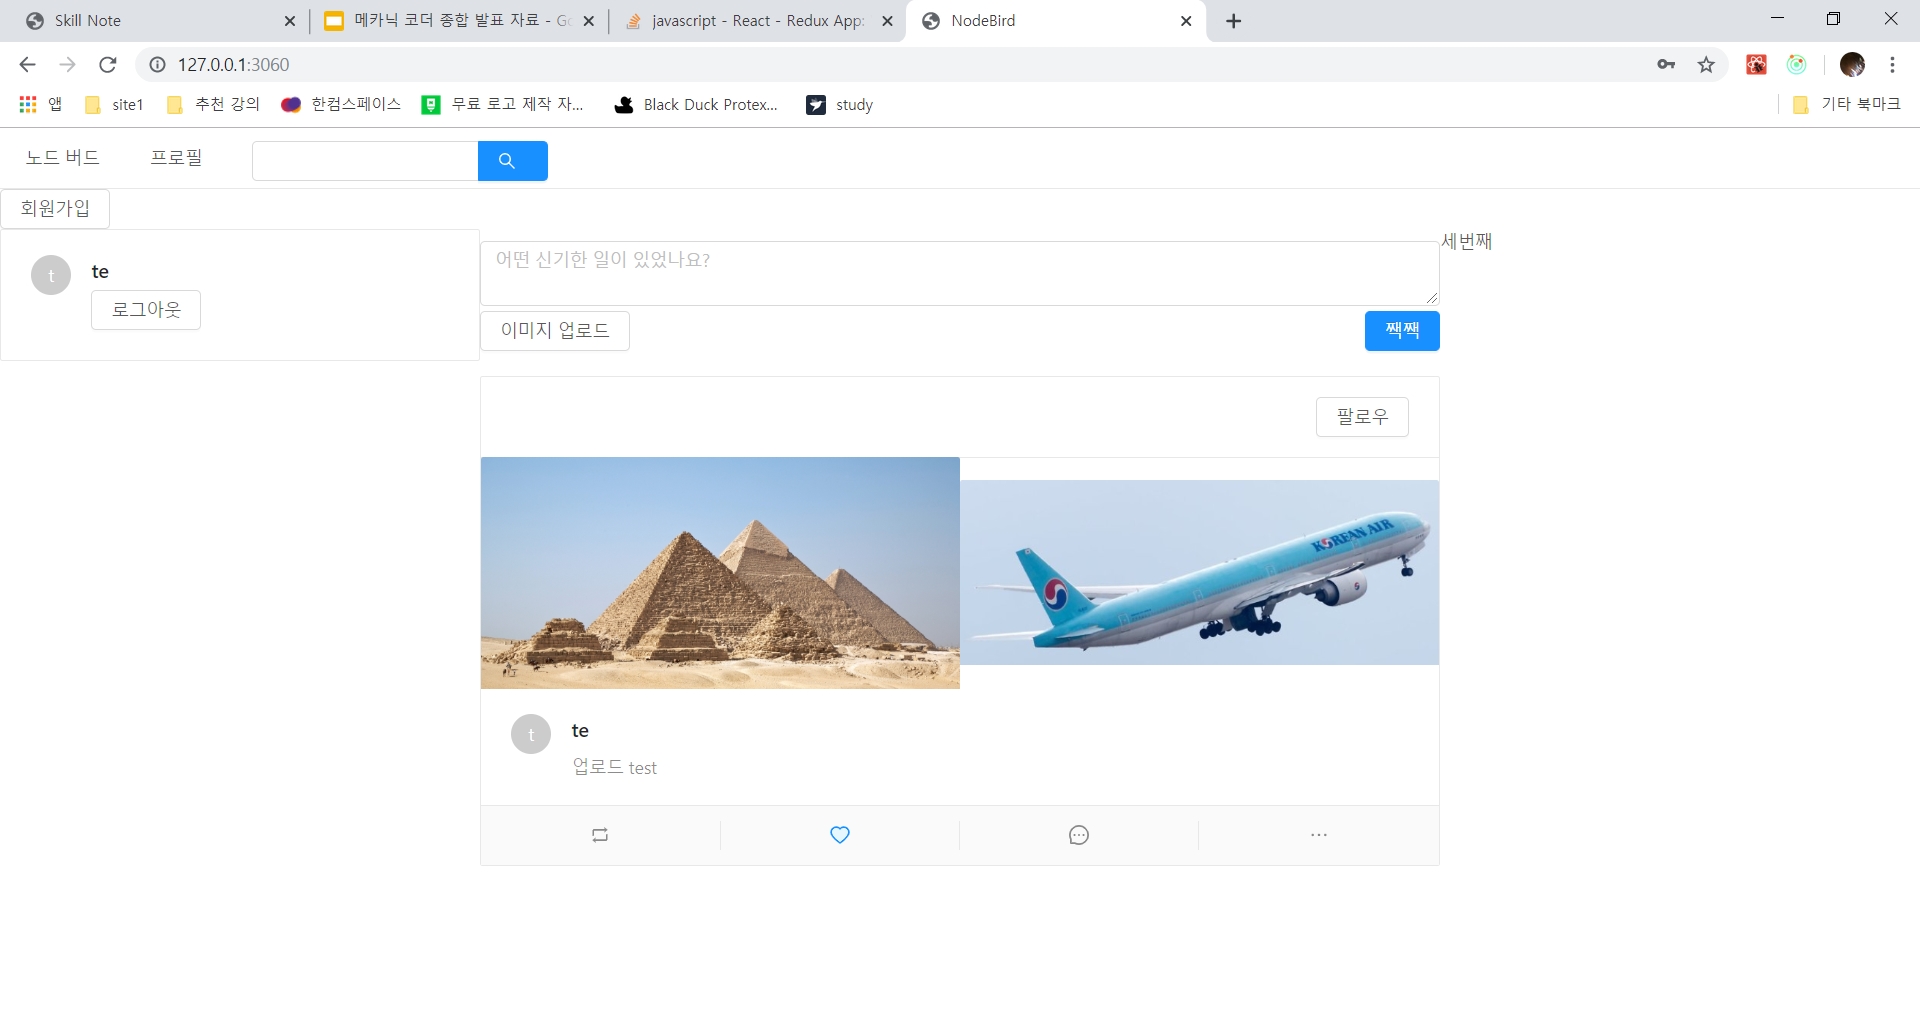 Skill Note
메카닉 코더 종합 발표 자료 - Go
javascript - React - Redux App:
NodeBird
127.0.0.1:3060
앱
site1
추천 강의
한컴스페이스
무료 로고 제작 자...
Black Duck Protex...
study
기타 북마크
노드 버드
프로필
회원가입
t
te
로그아웃
어떤 신기한 일이 있었나요?
세번째
이미지 업로드
짹짹
팔로우
KOREAN AIR
t
te
업로드 test